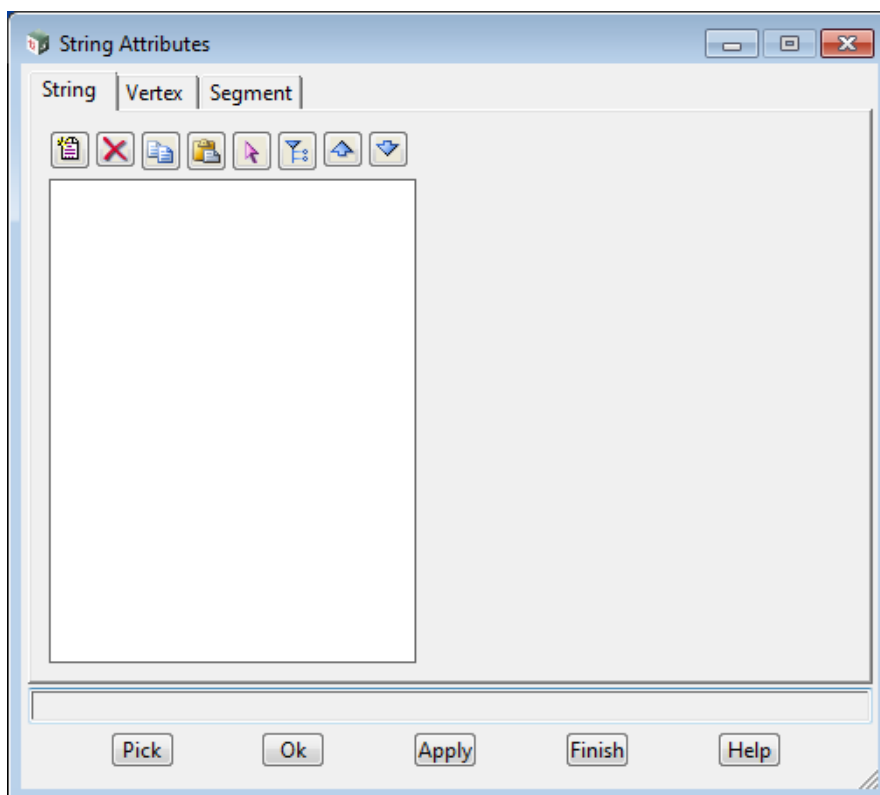 String Attributes
String Vertex Segment
Pick Ok Apply Finish Help